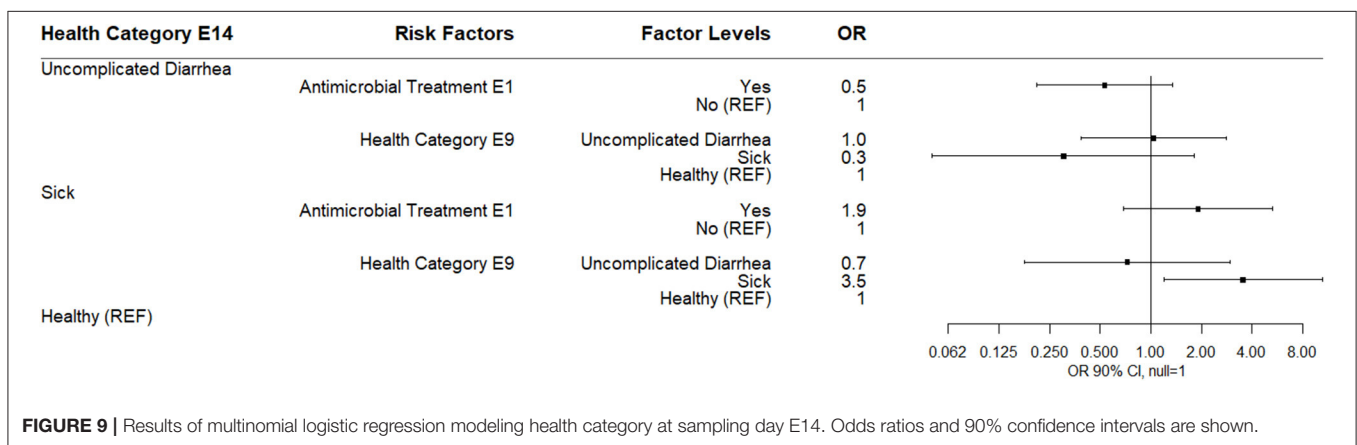 Health Category E14 Risk Factors Factor Levels OR
Uncomplicated Diarrhea
Antimicrobial Treatment E1 Yes 0.5
No (REF) 1
Health Category E9 Uncomplicated Diarrhea 1.0
Sick 0.3
Healthy (REF) 1
Sick
Antimicrobial Treatment E1 Yes 1.9
No (REF) 1
Health Category E9 Uncomplicated Diarrhea 0.7
Sick 3.5
Healthy (REF) 1
Healthy (REF)
0.062 0.125 0.250 0.500 1.00 2.00 4.00 8.00
OR 90% CI, null=1
FIGURE 9 | Results of multinomial logistic regression modeling health category at sampling day E14. Odds ratios and 90% confidence intervals are shown.